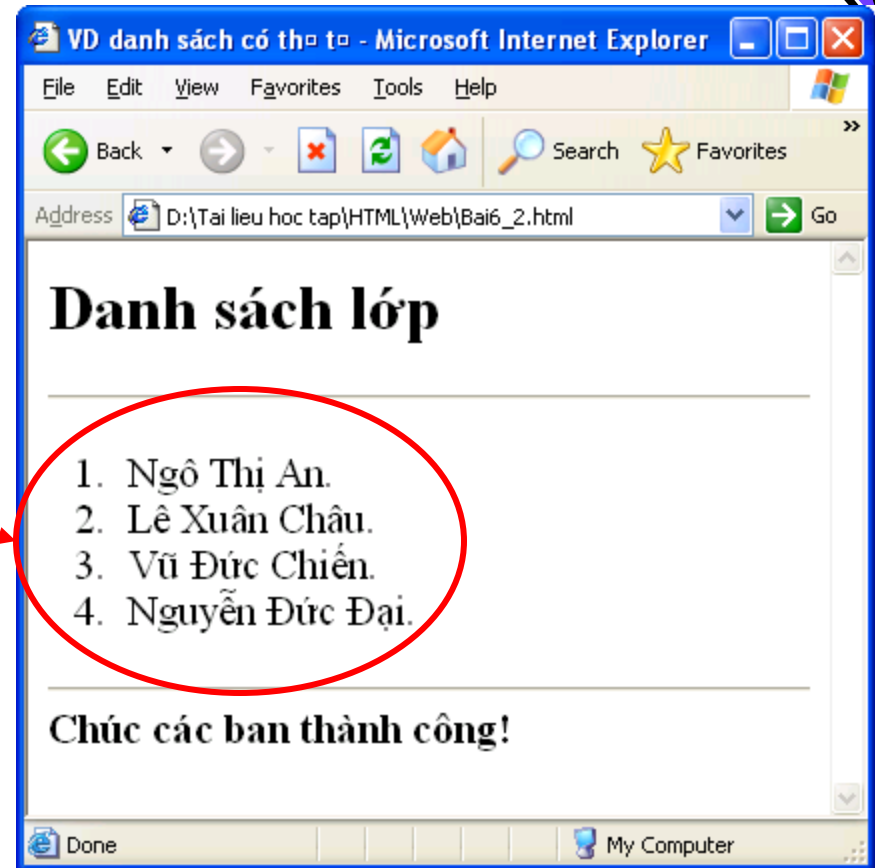 VD danh sách có th¤ t¤ - Microsoft Internet Explorer
File Edit View Favorites Tools Help
Back Search Favorites »
Address D:\Tai lieu hoc tap\HTML\Web\Bai6_2.html Go
Danh sách lớp
1. Ngô Thị An.
2. Lê Xuân Châu.
3. Vũ Đức Chiến.
4. Nguyễn Đức Đại.
Chúc các ban thành công!
Done My Computer